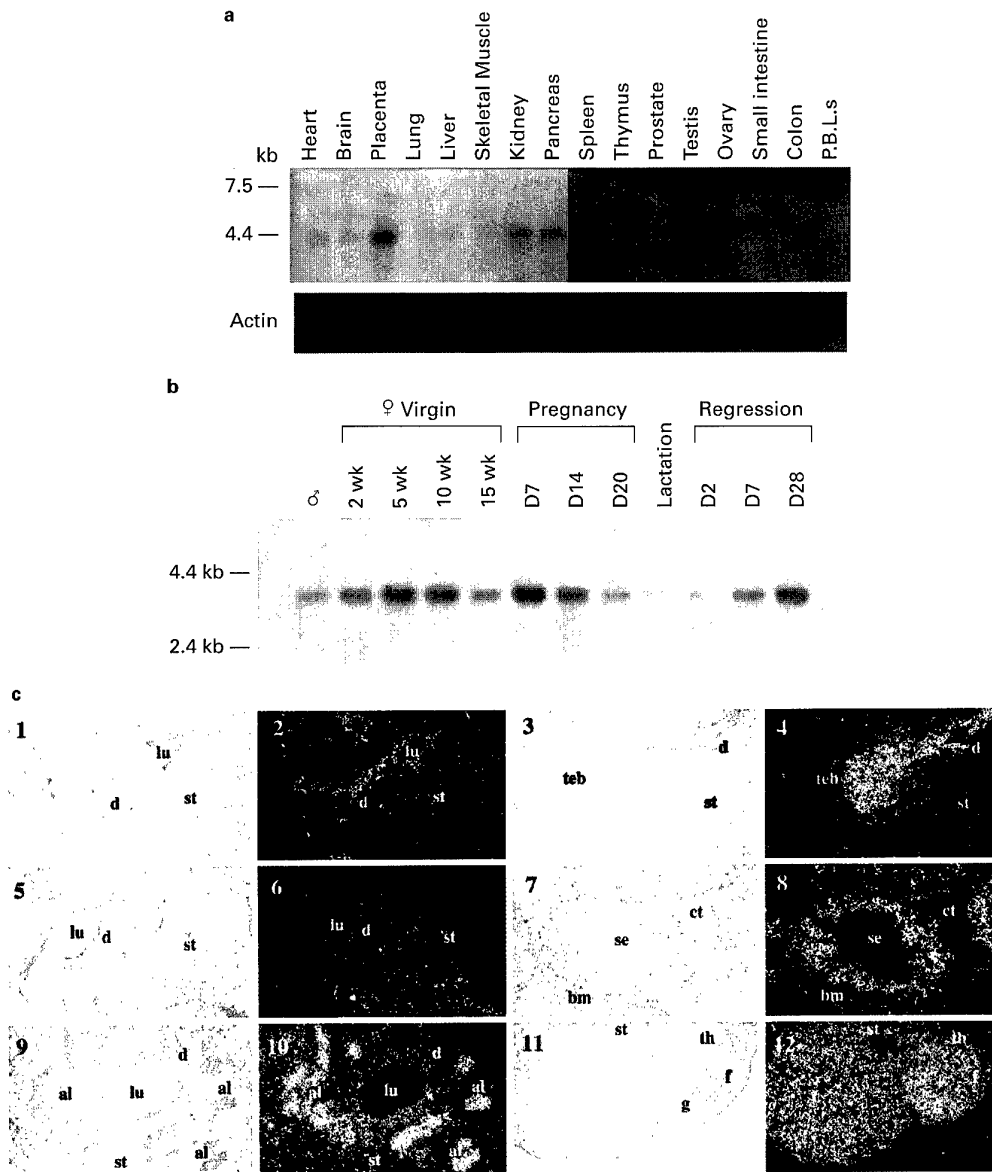 a
kb
Heart
Brain
Placenta
Lung
Liver
Skeletal Muscle
Kidney
Pancreas
Spleen
Thymus
Prostate
Testis
Ovary
Small intestine
Colon
P.B.L.s
7.5
4.4
Actin
b
♀ Virgin
Pregnancy
Regression
♂
2 wk
5 wk
10 wk
15 wk
D7
D14
D20
Lactation
D2
D7
D28
4.4 kb
2.4 kb
c
1
lu
d
st
2
lu
d
st
3
d
teb
st
4
d
teb
st
5
lu
d
st
6
lu
d
st
7
ct
se
bm
8
ct
se
bm
9
d
al
lu
al
al
st
10
d
al
lu
al
al
st
11
st
th
f
g
12
st
th
f